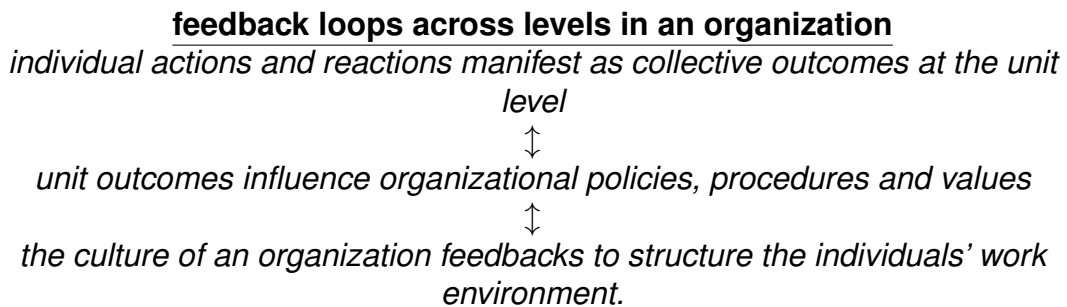 feedback loops across levels in an organization
individual actions and reactions manifest as collective outcomes at the unit
level
↕
unit outcomes influence organizational policies, procedures and values
↕
the culture of an organization feedbacks to structure the individuals' work
environment.